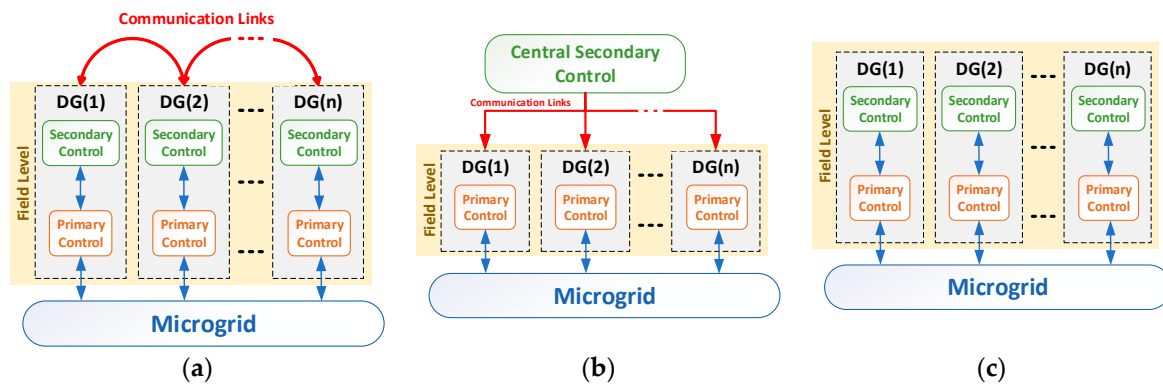 Communication Links
DG(1)
DG(2)
DG(n)
Secondary
Control
Secondary
Control
Secondary
Control
Primary
Control
Primary
Control
Primary
Control
Field Level
Microgrid
(a)
Central Secondary
Control
Communication Links
DG(1)
DG(2)
DG(n)
Primary
Control
Primary
Control
Primary
Control
Field Level
Microgrid
(b)
DG(1)
DG(2)
DG(n)
Secondary
Control
Secondary
Control
Secondary
Control
Primary
Control
Primary
Control
Primary
Control
Field Level
Microgrid
(c)